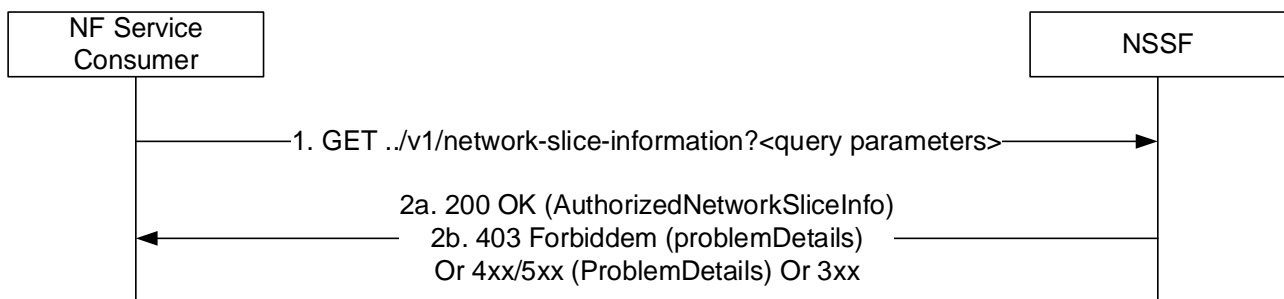 NF Service
Consumer
NSSF
1. GET ../v1/network-slice-information?<query parameters>
2a. 200 OK (AuthorizedNetworkSliceInfo)
2b. 403 Forbiddem (problemDetails)
Or 4xx/5xx (ProblemDetails) Or 3xx